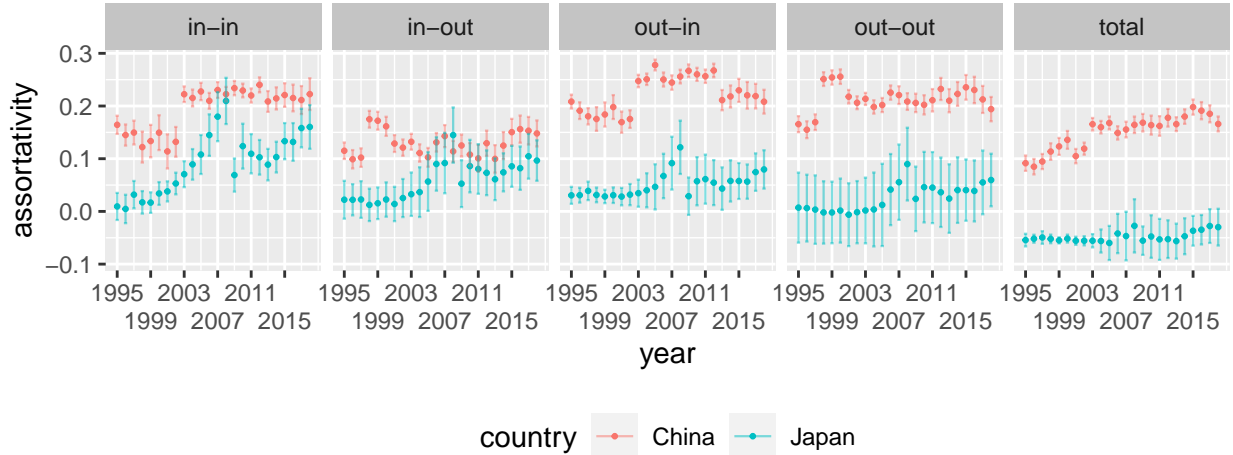 in−in in−out out−in out−out total
assortativity
0.3
0.2
0.1
0.0
−0.1
1995 2003 2011 1995 2003 2011 1995 2003 2011 1995 2003 2011 1995 2003 2011
1999 2007 2015 1999 2007 2015 1999 2007 2015 1999 2007 2015 1999 2007 2015
year
country China Japan